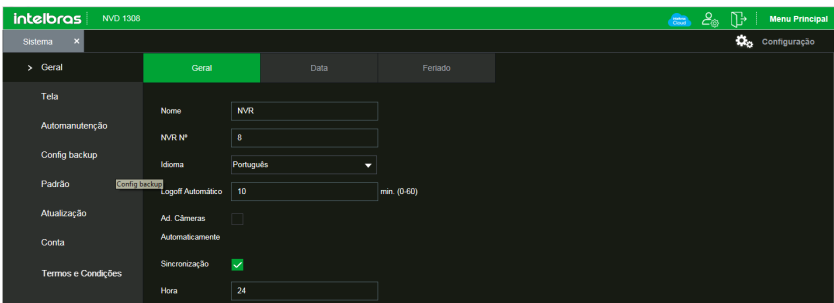 intelbras NVD 1308 Menu Principal
Sistema × Configuração
> Geral Geral Data Feriado
Tela
Nome NVR
Automanutenção
NVR Nº 8
Config backup
Idioma Português
Padrão Config backup
Logoff Automático 10 min. (0-60)
Atualização
Ad. Câmeras
Automaticamente
Conta
Sincronização
Termos e Condições
Hora 24